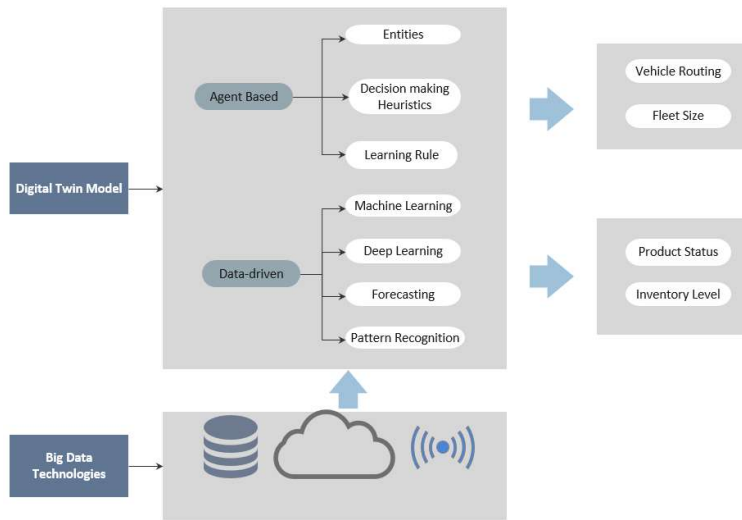 Entities
Agent Based
Decision making
Heuristics
Learning Rule
Vehicle Routing
Fleet Size
Digital Twin Model
Machine Learning
Deep Learning
Data-driven
Forecasting
Pattern Recognition
Product Status
Inventory Level
Big Data
Technologies